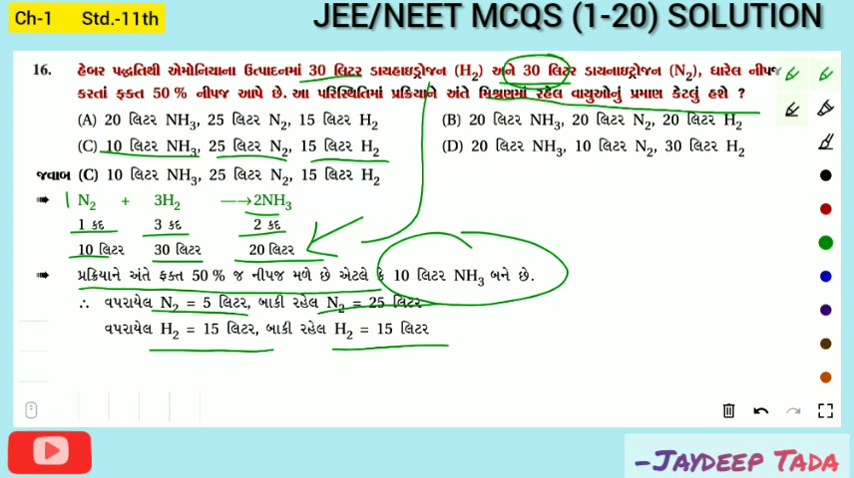 Ch-1 Std.-11th
JEE/NEET MCQS (1-20) SOLUTION
16. હેબર પદ્ધતિથી એમોનિયાના ઉત્પાદનમાં 30 લિટર ડાયહાઇડ્રોજન (H₂) અને 30 લિટર ડાયનાઇટ્રોજન (N₂), ધારેલ નીપજ
કરતાં ફક્ત 50 % નીપજ આપે છે. આ પરિસ્થિતિમાં પ્રક્રિયાને અંતે મિશ્રણમાં રહેલ વાયુઓનું પ્રમાણ કેટલું હશે ?
(A) 20 લિટર NH₃, 25 લિટર N₂, 15 લિટર H₂ (B) 20 લિટર NH₃, 20 લિટર N₂, 20 લિટર H₂
(C) 10 લિટર NH₃, 25 લિટર N₂, 15 લિટર H₂ (D) 20 લિટર NH₃, 10 લિટર N₂, 30 લિટર H₂
જવાબ (C) 10 લિટર NH₃, 25 લિટર N₂, 15 લિટર H₂
➠ 1 N₂ + 3H₂ ⟶ 2NH₃
1 કદ 3 કદ 2 કદ
10 લિટર 30 લિટર 20 લિટર
➠ પ્રક્રિયાને અંતે ફક્ત 50 % જ નીપજ મળે છે એટલે કે 10 લિટર NH₃ બને છે.
∴ વપરાયેલ N₂ = 5 લિટર, બાકી રહેલ N₂ = 25 લિટર
વપરાયેલ H₂ = 15 લિટર, બાકી રહેલ H₂ = 15 લિટર
-JAYDEEP TADA